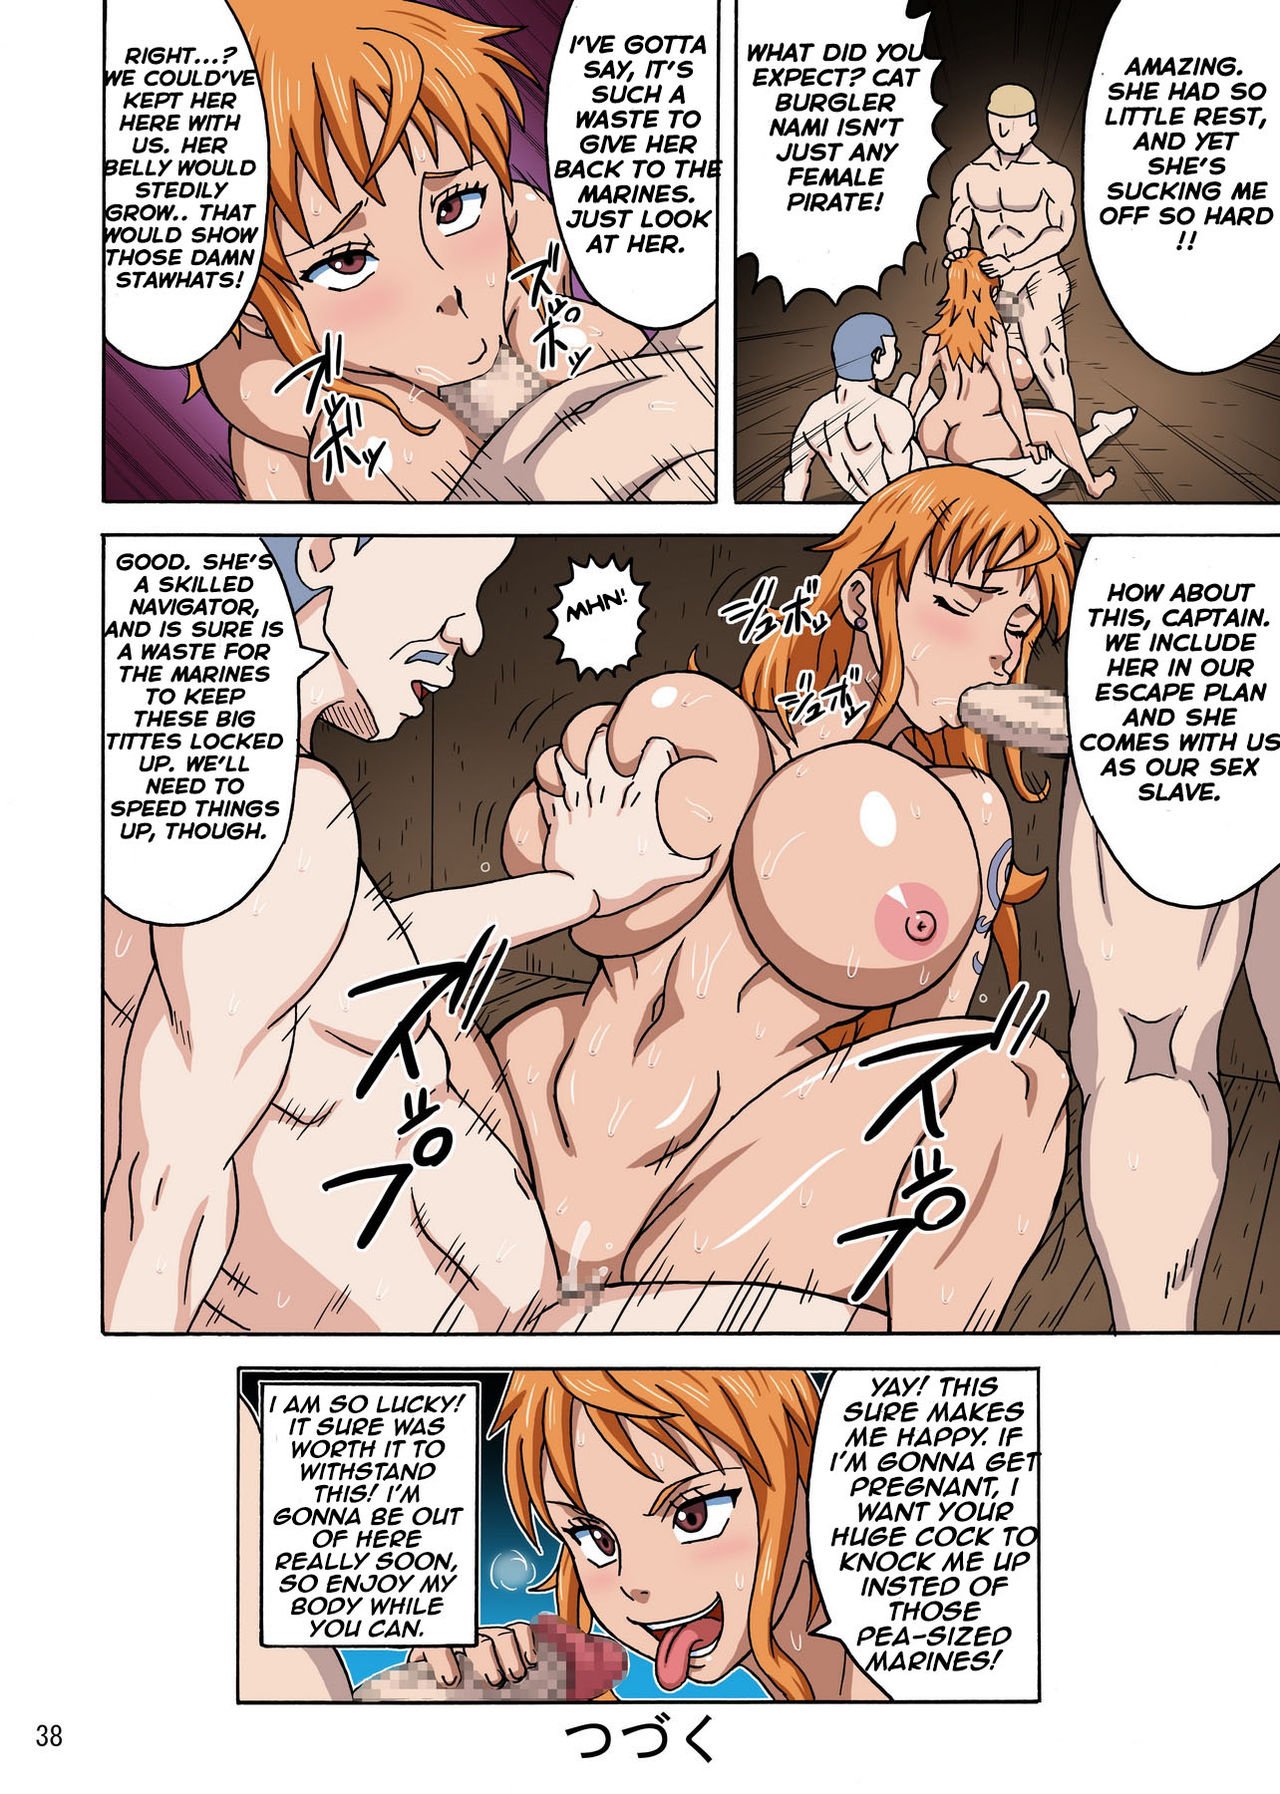 AMAZING.
SHE HAD SO
LITTLE REST,
AND YET
SHE'S
SUCKING ME
OFF SO HARD
!!
WHAT DID YOU
EXPECT? CAT
BURGLER
NAMI ISN'T
JUST ANY
FEMALE
PIRATE!
I'VE GOTTA
SAY, IT'S
SUCH A
WASTE TO
GIVE HER
BACK TO THE
MARINES.
JUST LOOK
AT HER.
RIGHT...?
WE COULD'VE
KEPT HER
HERE WITH
US. HER
BELLY WOULD
STEDILY
GROW.. THAT
WOULD SHOW
THOSE DAMN
STAWHATS!
ズッ
ポッ
ズッ
ボッ
HOW ABOUT
THIS, CAPTAIN.
WE INCLUDE
HER IN OUR
ESCAPE PLAN
AND SHE
COMES WITH US
AS OUR SEX
SLAVE.
ジュボッ
ジュボッ
MHN!
GOOD. SHE'S
A SKILLED
NAVIGATOR,
AND IS SURE IS
A WASTE FOR
THE MARINES
TO KEEP
THESE BIG
TITTES LOCKED
UP. WE'LL
NEED TO
SPEED THINGS
UP, THOUGH.
YAY! THIS
SURE MAKES
ME HAPPY. IF
I'M GONNA GET
PREGNANT, I
WANT YOUR
HUGE COCK TO
KNOCK ME UP
INSTED OF
THOSE
PEA-SIZED
MARINES!
I AM SO LUCKY!
IT SURE WAS
WORTH IT TO
WITHSTAND
THIS! I'M
GONNA BE OUT
OF HERE
REALLY SOON,
SO ENJOY MY
BODY WHILE
YOU CAN.
つづく
38